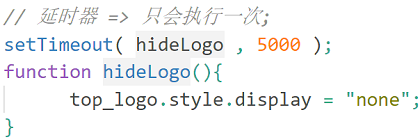 // 延时器 => 只会执行一次;
setTimeout( hideLogo , 5000 );
function hideLogo(){
top_logo.style.display = "none";
}